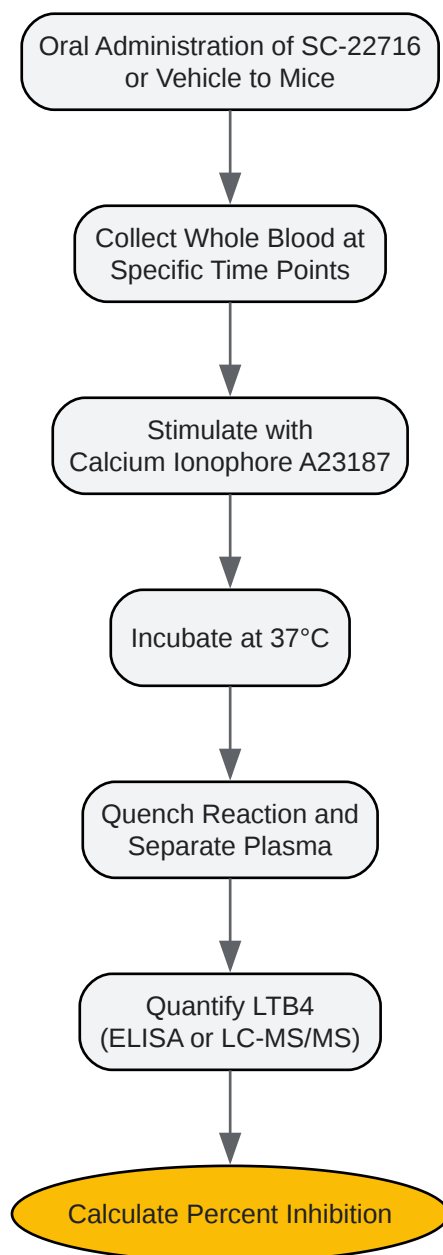 Oral Administration of SC-22716
or Vehicle to Mice
Collect Whole Blood at
Specific Time Points
Stimulate with
Calcium Ionophore A23187
Incubate at 37°C
Quench Reaction and
Separate Plasma
Quantify LTB4
(ELISA or LC-MS/MS)
Calculate Percent Inhibition